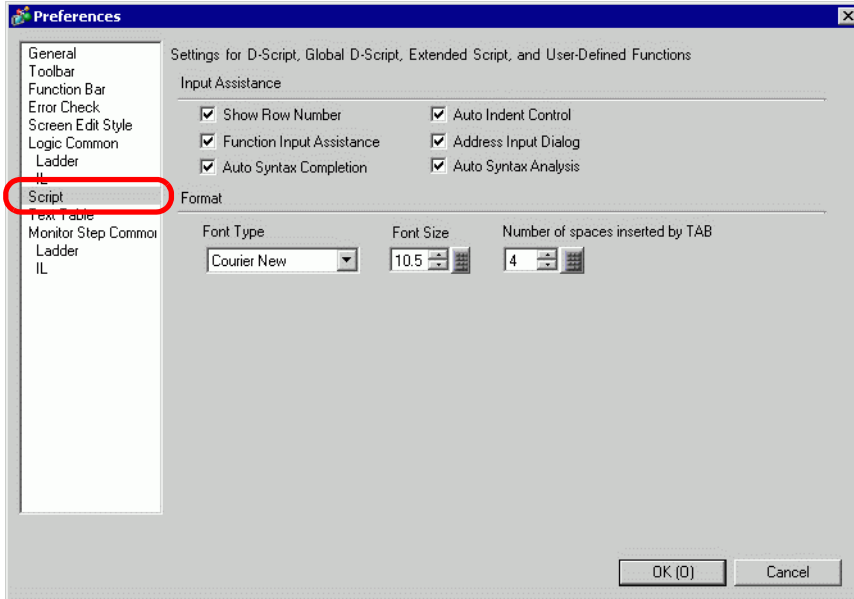 Preferences
General
Toolbar
Function Bar
Error Check
Screen Edit Style
Logic Common
Ladder
IL
Script
Text Table
Monitor Step Commor
Ladder
IL
Settings for D-Script, Global D-Script, Extended Script, and User-Defined Functions
Input Assistance
Show Row Number
Auto Indent Control
Function Input Assistance
Address Input Dialog
Auto Syntax Completion
Auto Syntax Analysis
Format
Font Type
Font Size
Number of spaces inserted by TAB
Courier New
10.5
4
OK (O)
Cancel